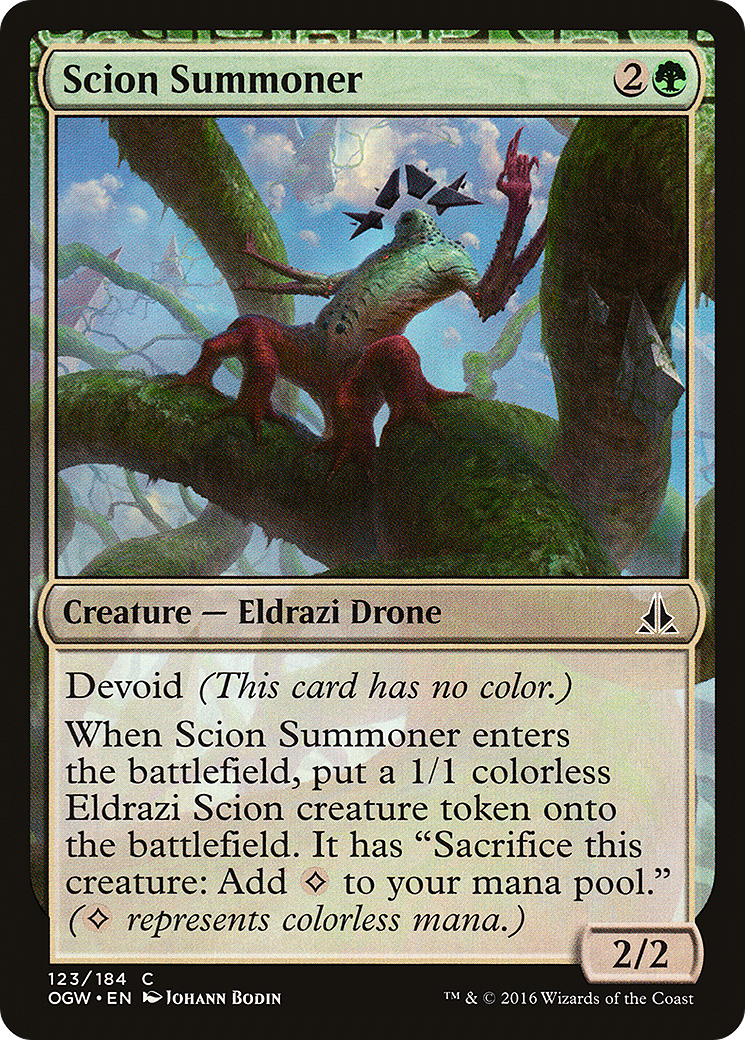 Scion Summoner 2
Creature — Eldrazi Drone
Devoid (This card has no color.)
When Scion Summoner enters
the battlefield, put a 1/1 colorless
Eldrazi Scion creature token onto
the battlefield. It has “Sacrifice this
creature: Add to your mana pool.”
( represents colorless mana.)
2/2
123/184 C
OGW • EN Johann Bodin
™ & © 2016 Wizards of the Coast